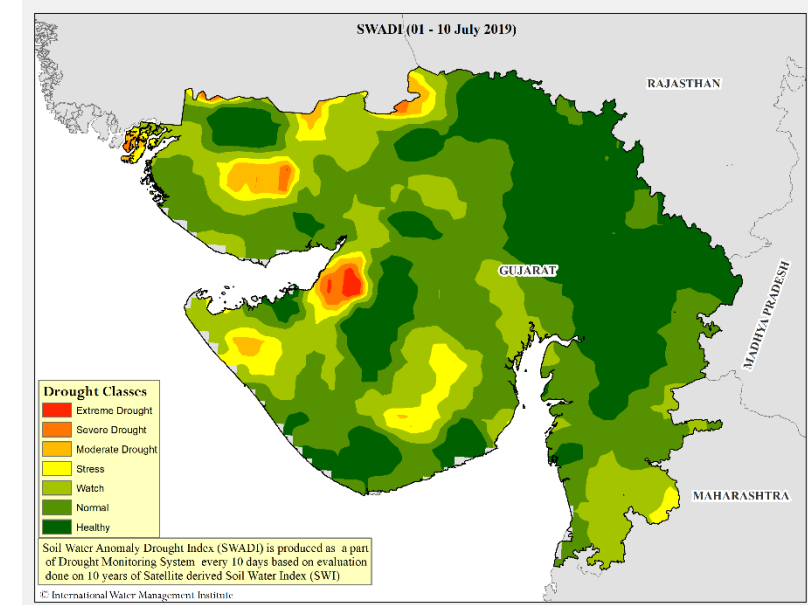 SWADI (01 - 10 July 2019)
RAJASTHAN
GUJARAT
MADHYA PRADESH
MAHARASHTRA
Drought Classes
Extreme Drought
Severe Drought
Moderate Drought
Stress
Watch
Normal
Healthy
Soil Water Anomaly Drought Index (SWADI) is produced as a part
of Drought Monitoring System every 10 days based on evaluation
done on 10 years of Satellite derived Soil Water Index (SWI)
© International Water Management Institute